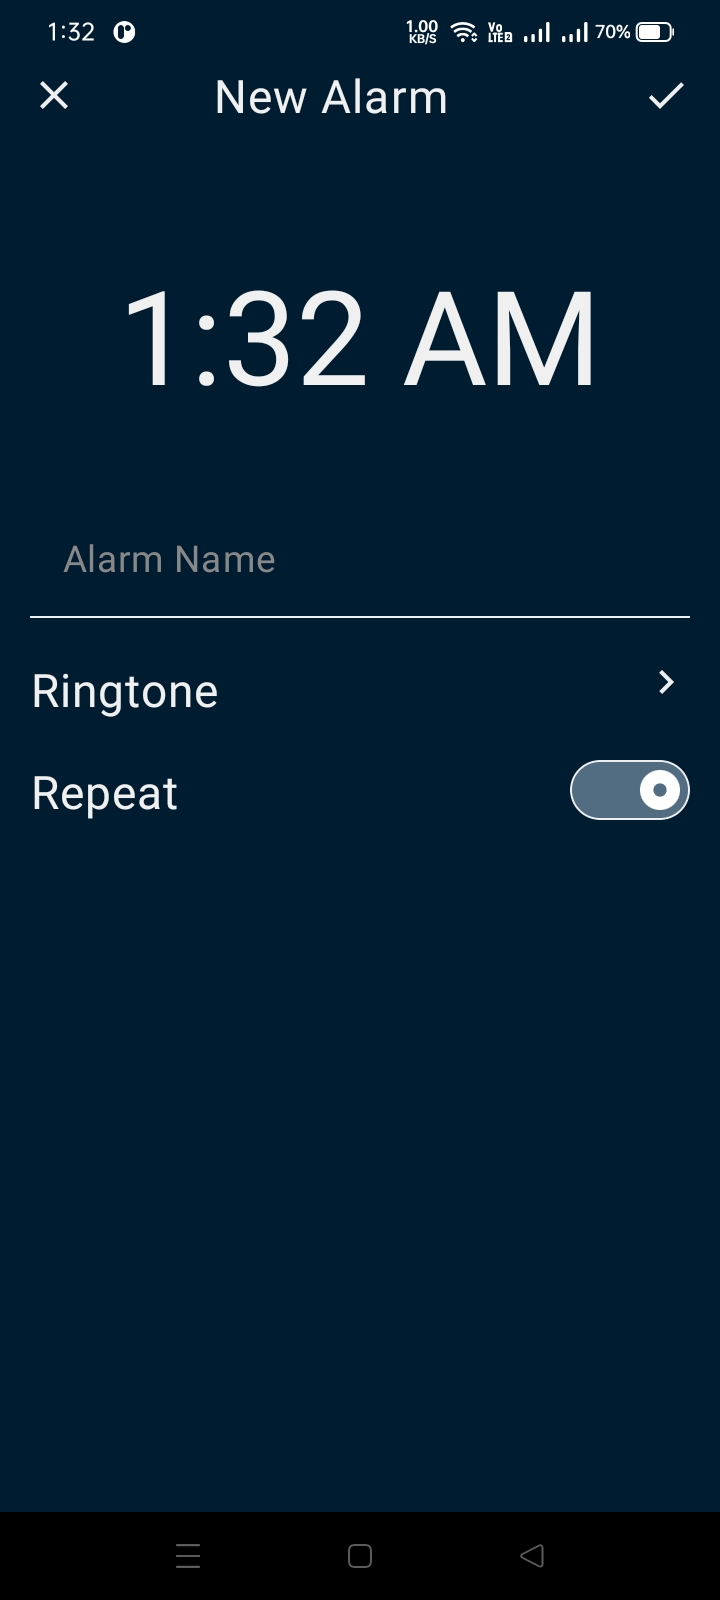 1:32 1.00 KB/S Vo LTE2 70%
New Alarm
1:32 AM
Alarm Name
Ringtone
Repeat